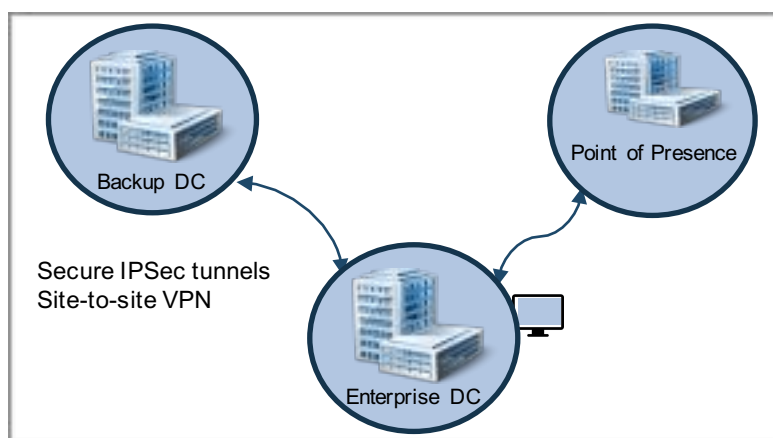 Backup DC
Point of Presence
Secure IPSec tunnels
Site-to-site VPN
Enterprise DC